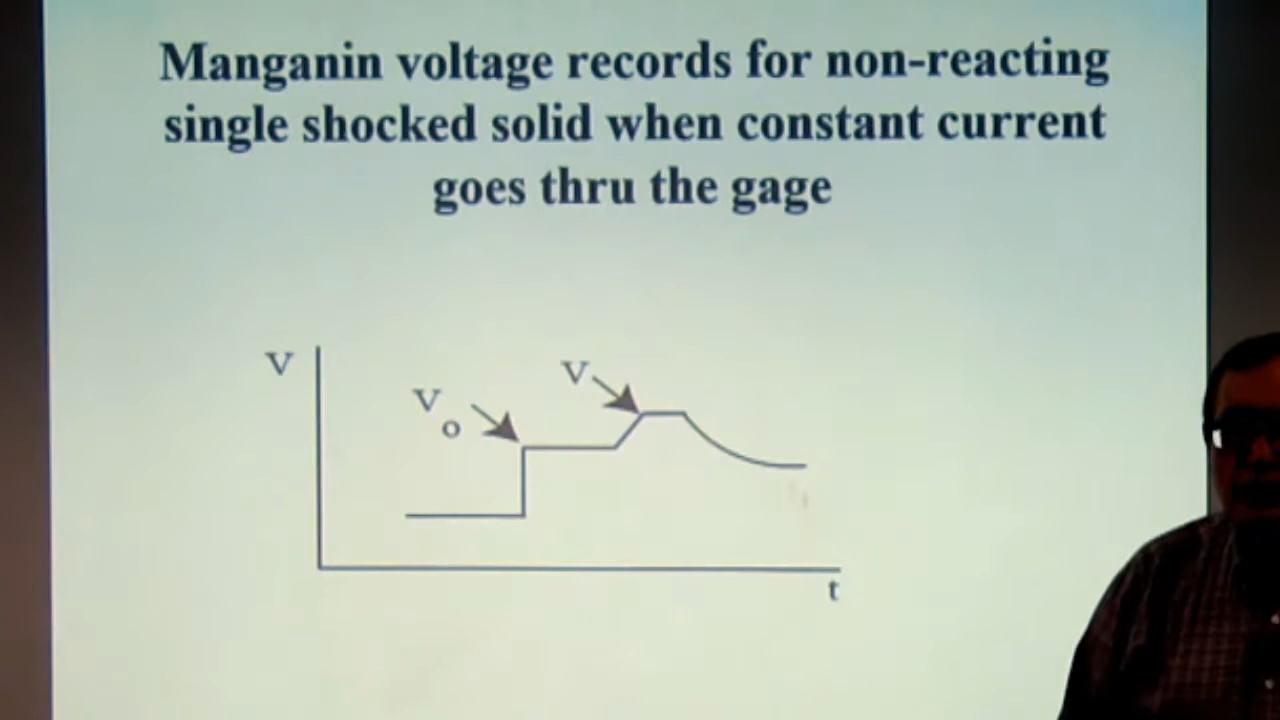 Manganin voltage records for non-reacting
single shocked solid when constant current
goes thru the gage
V
V
V
o
t